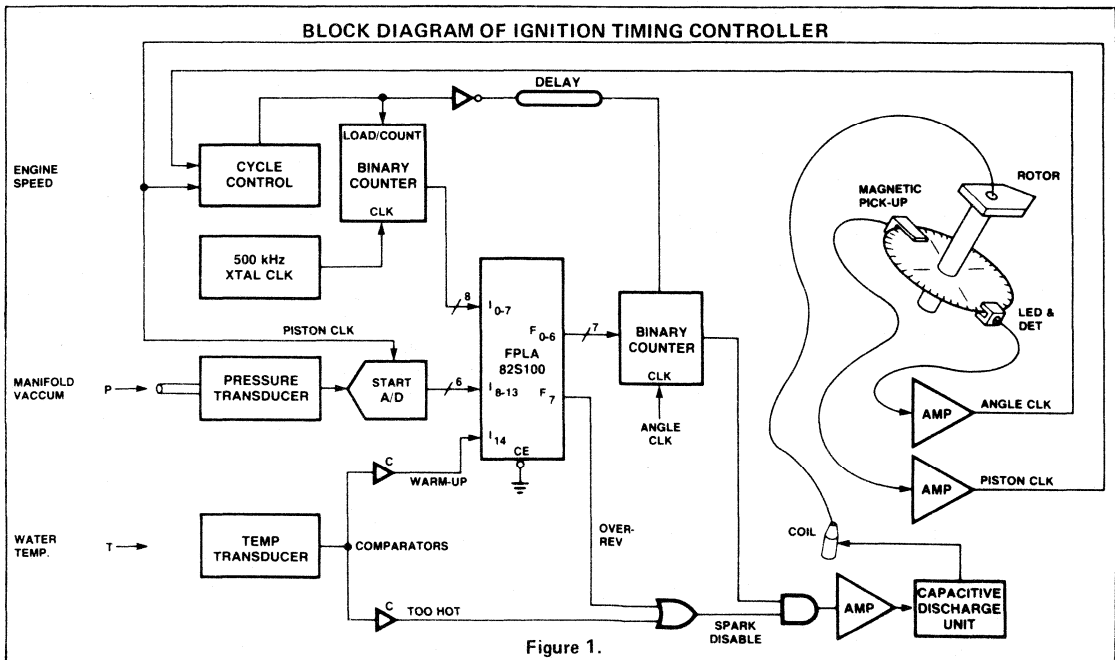 BLOCK DIAGRAM OF IGNITION TIMING CONTROLLER
DELAY
ENGINE
SPEED
CYCLE
CONTROL
LOAD/COUNT
BINARY
COUNTER
CLK
500 kHz
XTAL CLK
MAGNETIC
PICK-UP
ROTOR
LED &
DET
8
I0-7
F0-6
7
FPLA
82S100
BINARY
COUNTER
CLK
ANGLE
CLK
PISTON CLK
MANIFOLD
VACCUM
P
PRESSURE
TRANSDUCER
START
A/D
6
I8-13
F7
I14
CE
C
WARM-UP
AMP
ANGLE CLK
AMP
PISTON CLK
WATER
TEMP.
T
TEMP
TRANSDUCER
COMPARATORS
OVER-
REV
COIL
C
TOO HOT
SPARK
DISABLE
AMP
CAPACITIVE
DISCHARGE
UNIT
Figure 1.